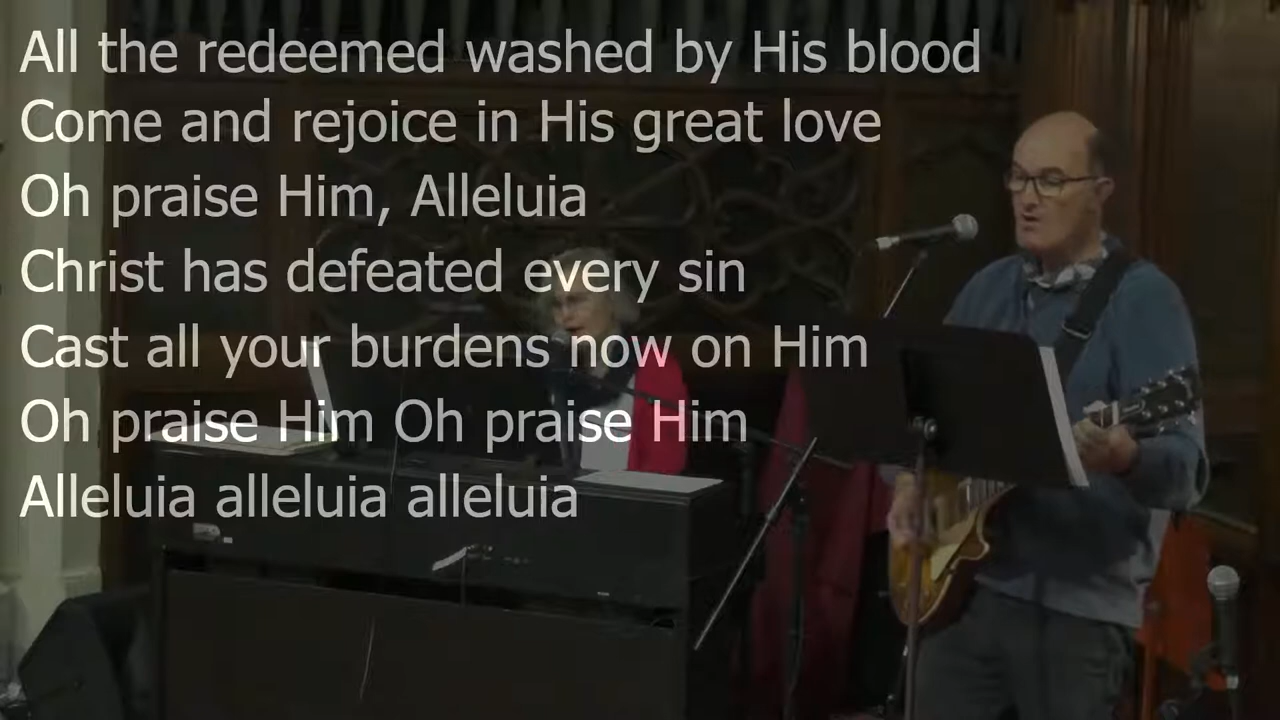 All the redeemed washed by His blood
Come and rejoice in His great love
Oh praise Him, Alleluia
Christ has defeated every sin
Cast all your burdens now on Him
Oh praise Him Oh praise Him
Alleluia alleluia alleluia